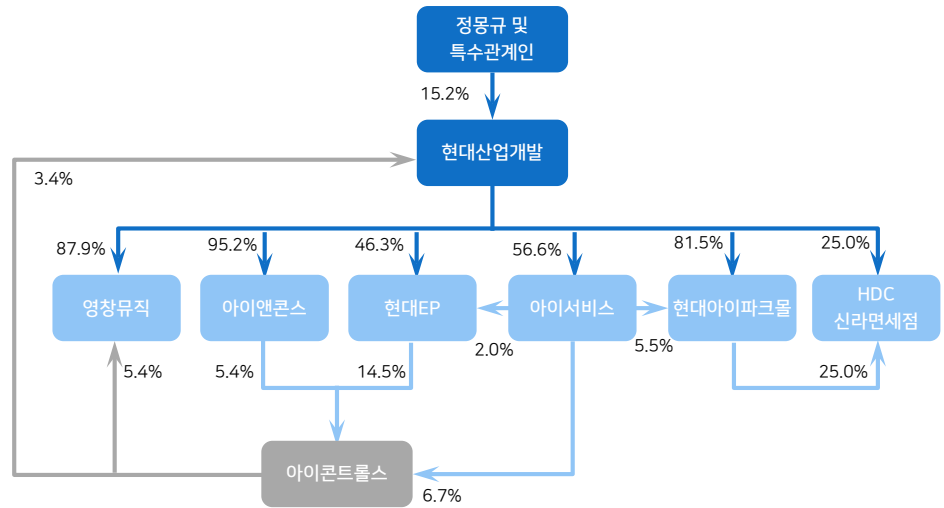 정몽규 및
특수관계인
15.2%
현대산업개발
3.4%
87.9%
95.2%
46.3%
56.6%
81.5%
25.0%
영창뮤직
아이앤콘스
현대EP
아이서비스
현대아이파크몰
HDC
신라면세점
2.0%
5.5%
5.4%
5.4%
14.5%
25.0%
아이콘트롤스
6.7%